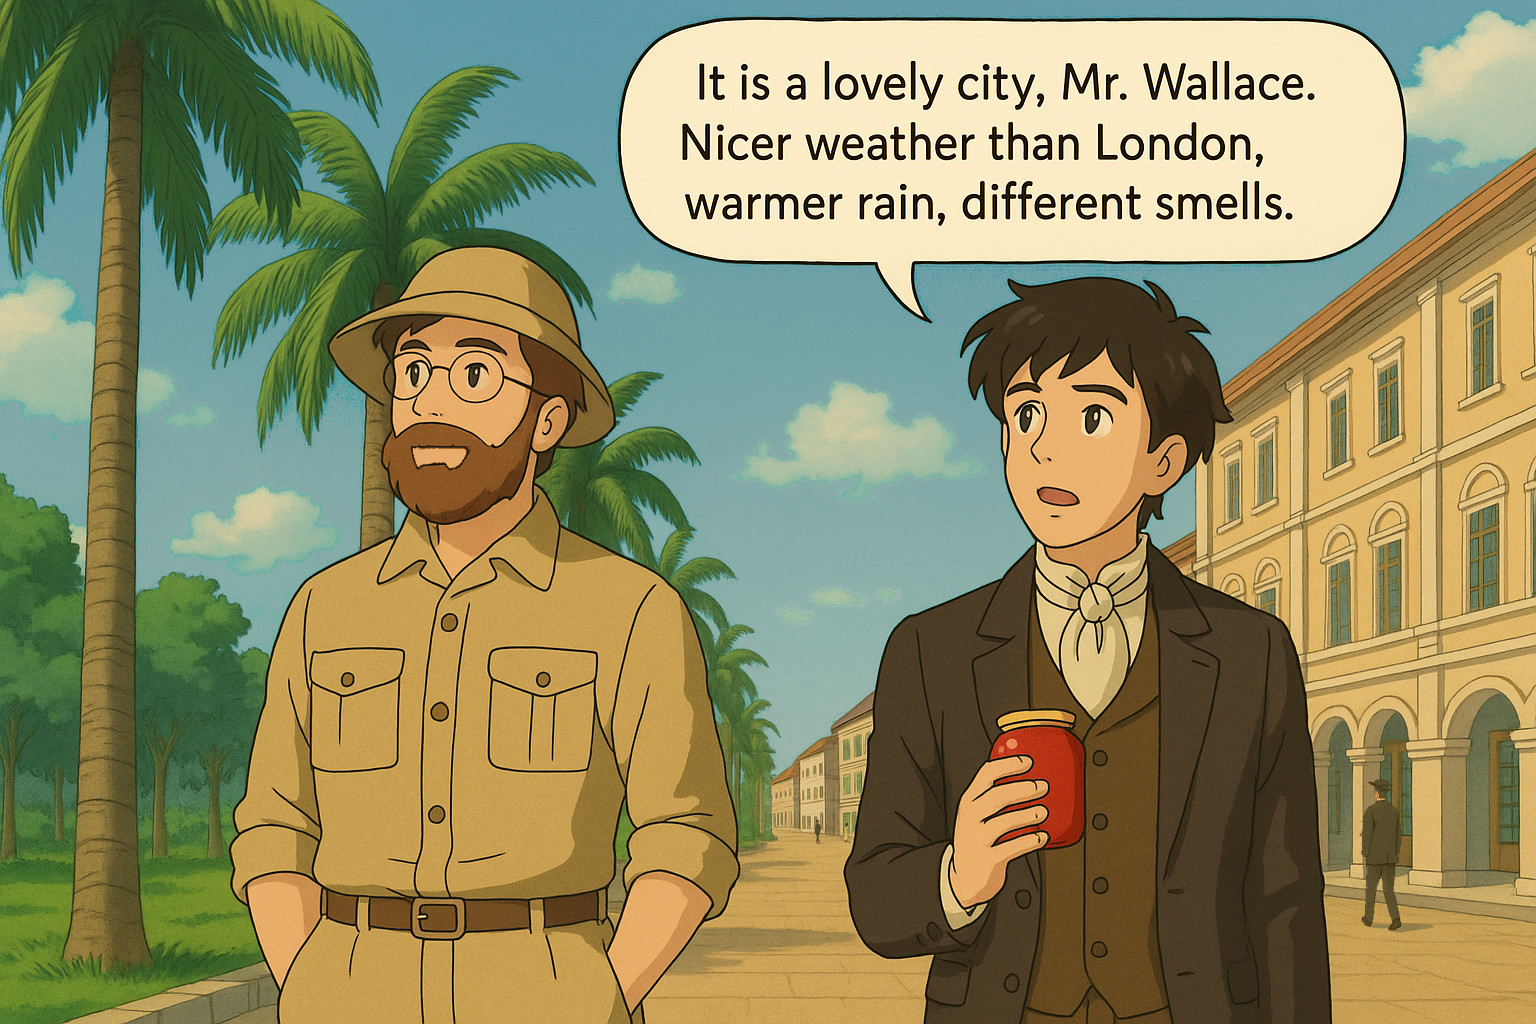 It is a lovely city, Mr. Wallace.
Nicer weather than London,
warmer rain, different smells.